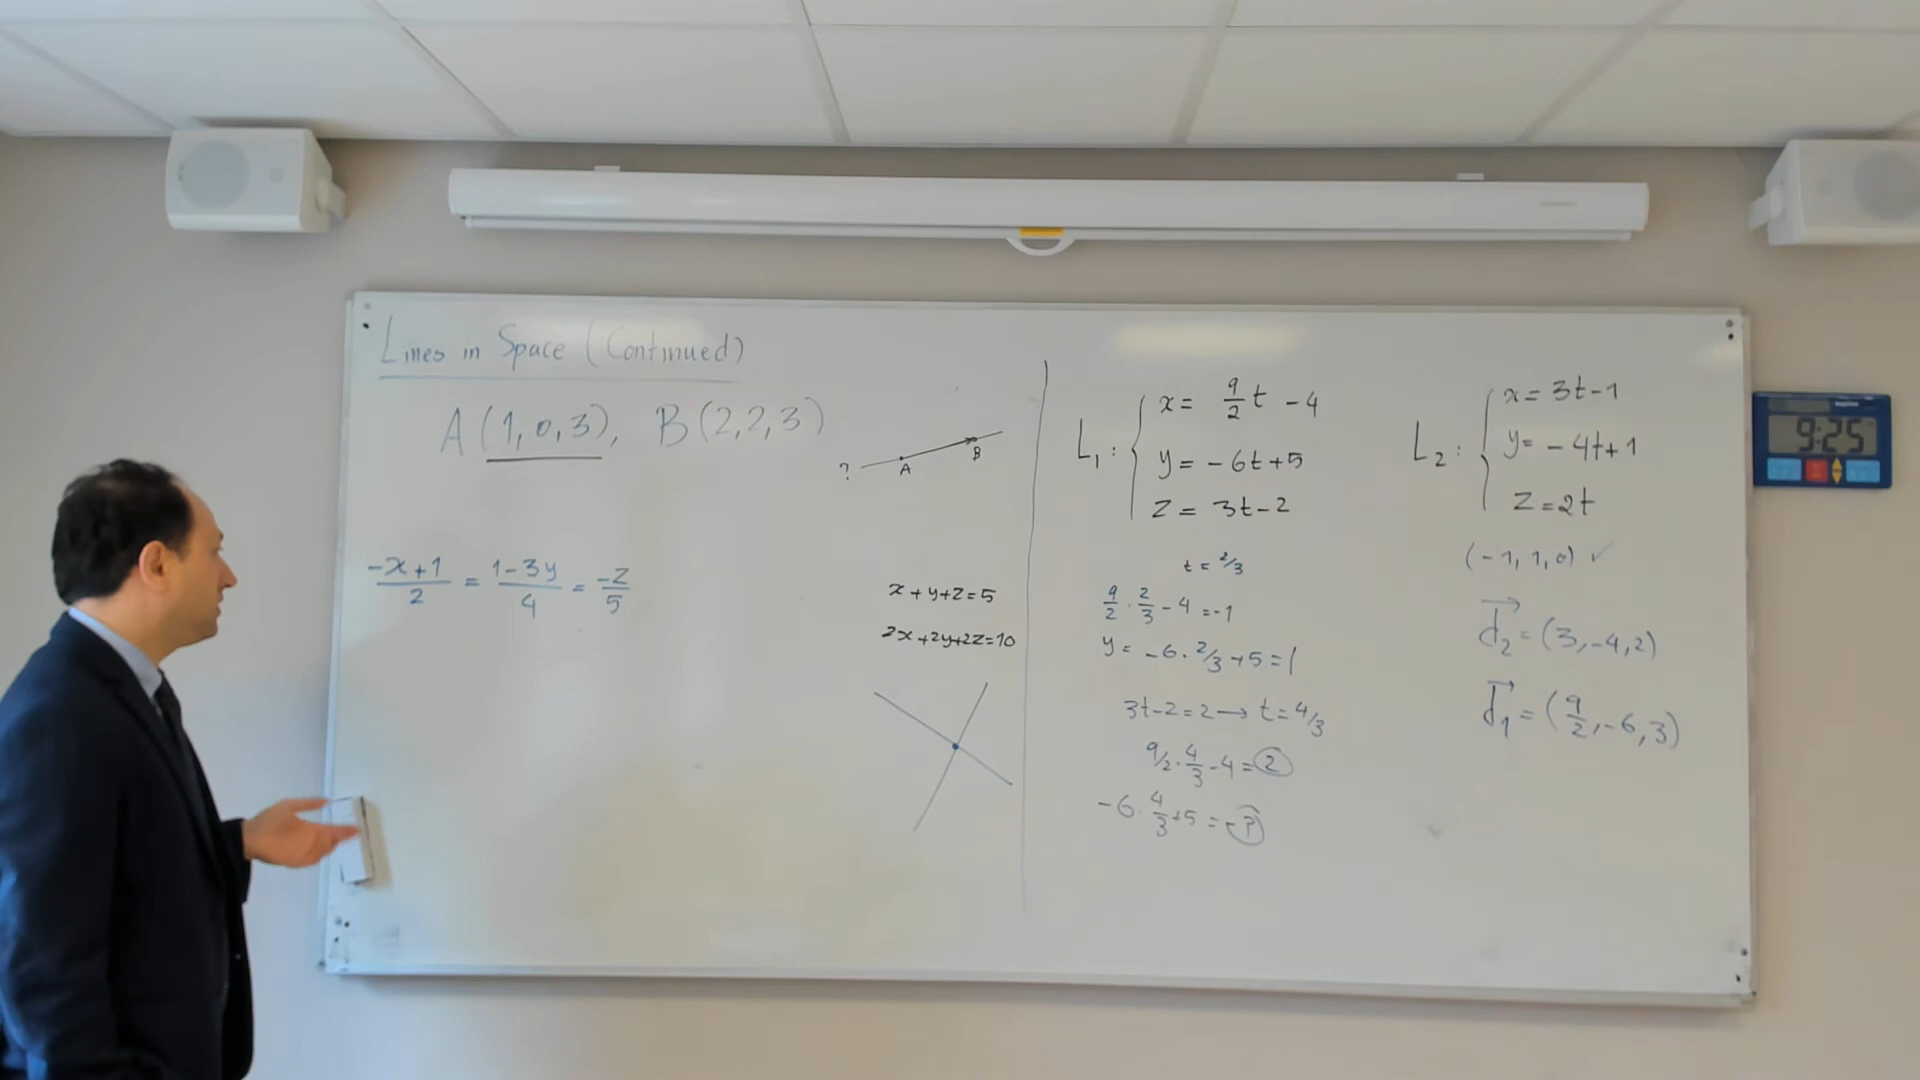 Lines in Space (Continued)
A (1, 0, 3), B (2, 2, 3)
? A B
-x+1/2 = 1-3y/4 = -z/5
x+y+z=5
2x+2y+2z=10
L₁: { x = 9/2 t - 4
y = -6t+5
z = 3t-2
t = 2/3
9/2 · 2/3 - 4 = -1
y = -6 · 2/3 + 5 = 1
3t-2 = 2 → t = 4/3
9/2 · 4/3 - 4 = 2
-6 · 4/3 + 5 =
L₂: { x = 3t-1
y = -4t+1
z = 2t
(-1, 1, 0) ✓
d₂ = (3, -4, 2)
d₁ = (9/2, -6, 3)
9:25